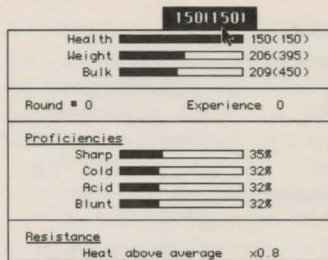 150(150)
Health 150(150)
Weight 206(395)
Bulk 209(450)
Round # 0 Experience 0
Proficiencies
Sharp 35%
Cold 32%
Acid 32%
Blunt 32%
Resistance
Heat above average x0.8